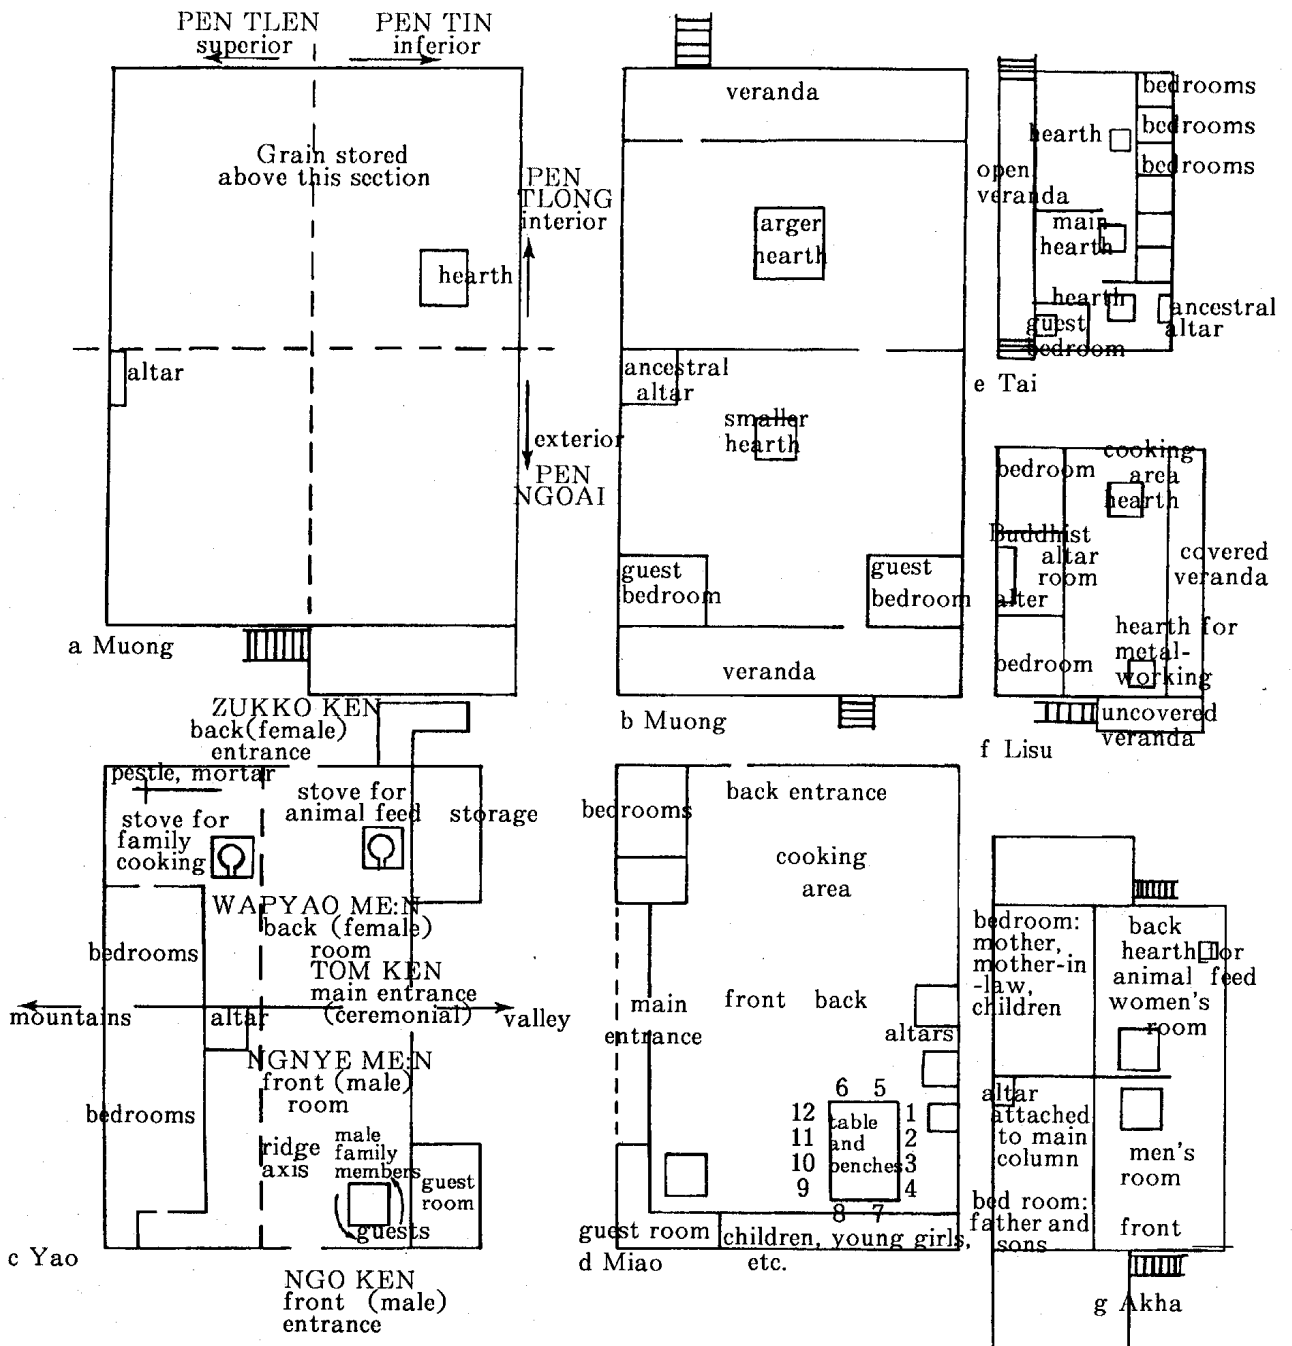 PEN TLEN
superior
PEN TIN
inferior
Grain stored
above this section
PEN
TLONG
interior
hearth
altar
exterior
PEN
NGOAI
a Muong
veranda
larger
hearth
ancestral
altar
smaller
hearth
guest
bedroom
guest
bedroom
veranda
b Muong
bedrooms
bedrooms
bedrooms
hearth
open
veranda
main
hearth
hearth
guest
bedroom
ancestral
altar
e Tai
cooking
area
hearth
bedroom
Buddhist
altar
room
alter
covered
veranda
hearth for
metal-
working
bedroom
uncovered
veranda
f Lisu
ZUKKO KEN
back(female)
entrance
pestle, mortar
stove for
family
cooking
stove for
animal feed
storage
WAPYAO ME:N
back (female)
room
bedrooms
TOM KEN
main entrance
(ceremonial)
mountains
altar
valley
NGNYE ME:N
front (male)
room
bedrooms
ridge
axis
male
family
members
guest
room
guests
c Yao
NGO KEN
front (male)
entrance
bedrooms
back entrance
cooking
area
main
entrance
front back
altars
6 5
12
11
10
9
table
and
benches
1
2
3
4
8 7
guest room
children, young girls,
etc.
d Miao
bedroom:
mother,
mother-in
-law,
children
back
hearth for
animal feed
women's
room
altar
attached
to main
column
men's
room
bed room:
father and
sons
front
g Akha